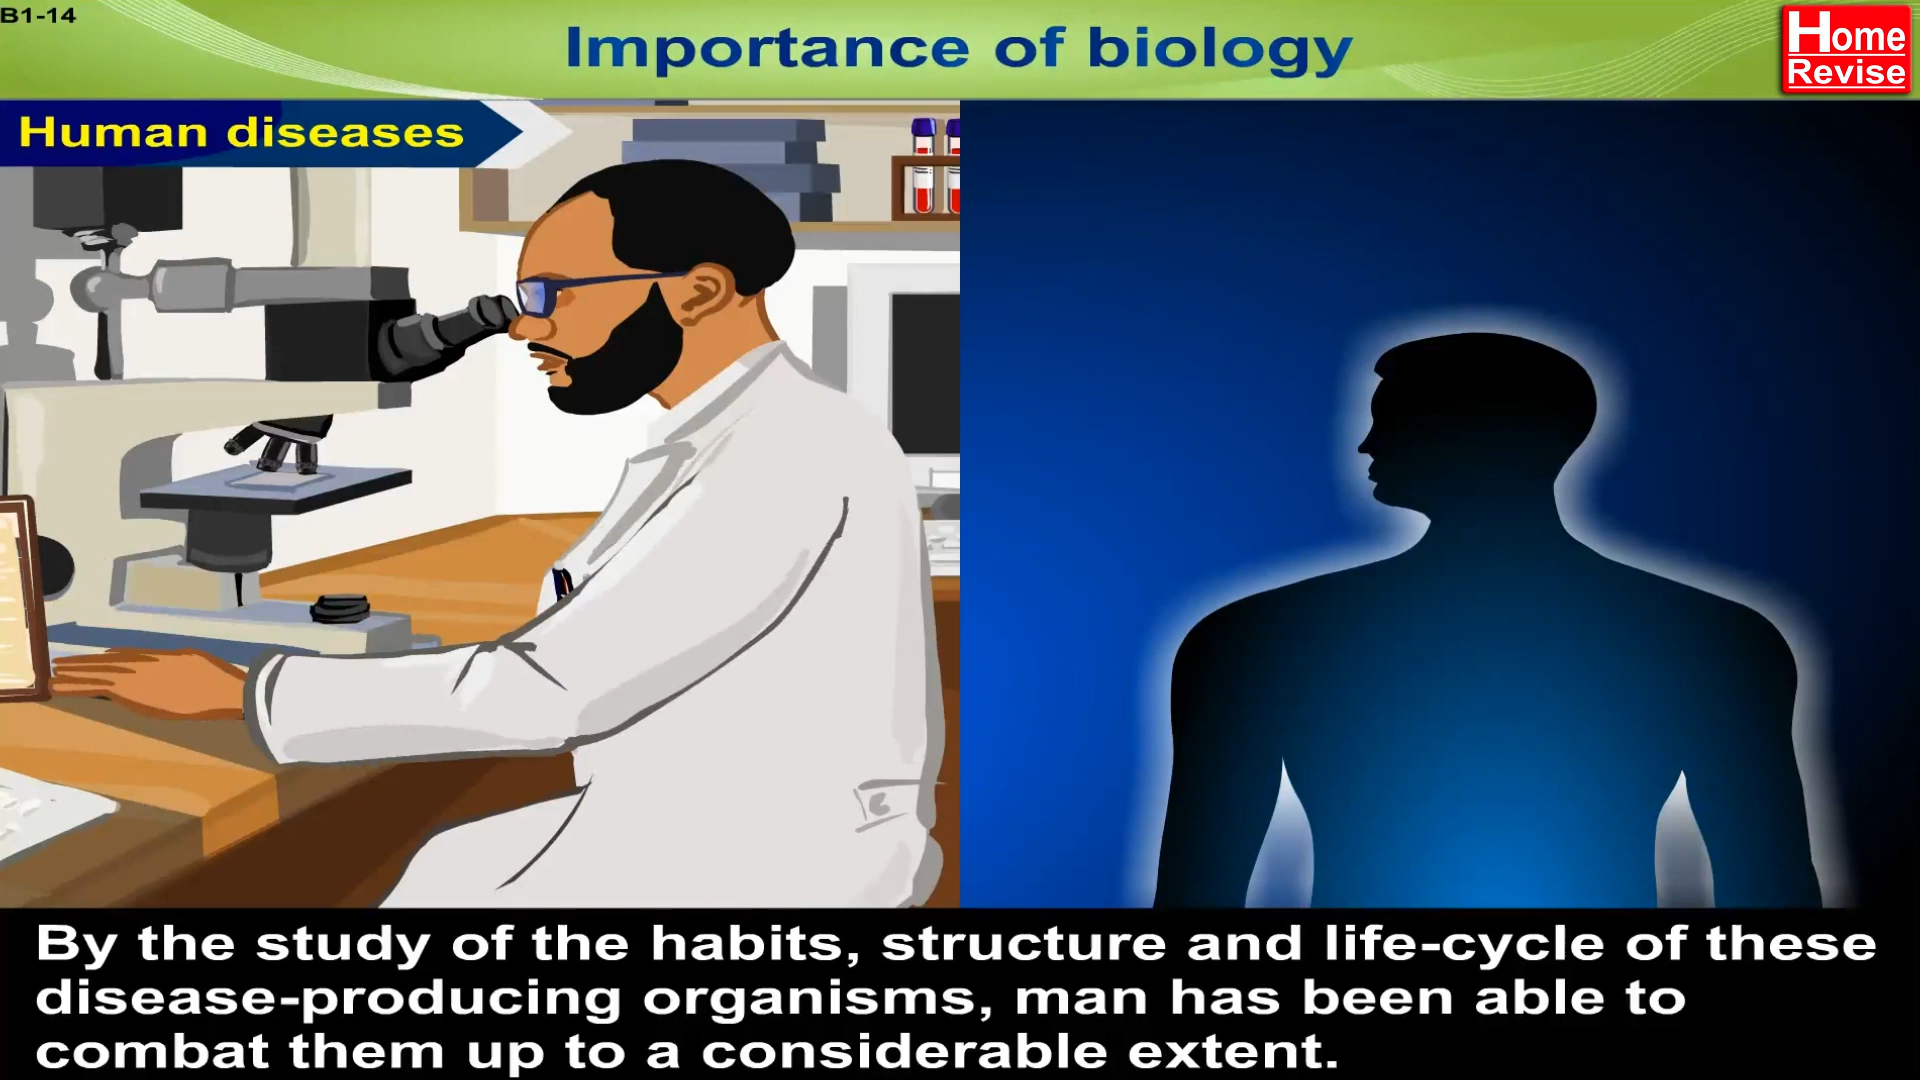 B1-14
Importance of biology
Home
Revise
Human diseases
By the study of the habits, structure and life-cycle of these
disease-producing organisms, man has been able to
combat them up to a considerable extent.